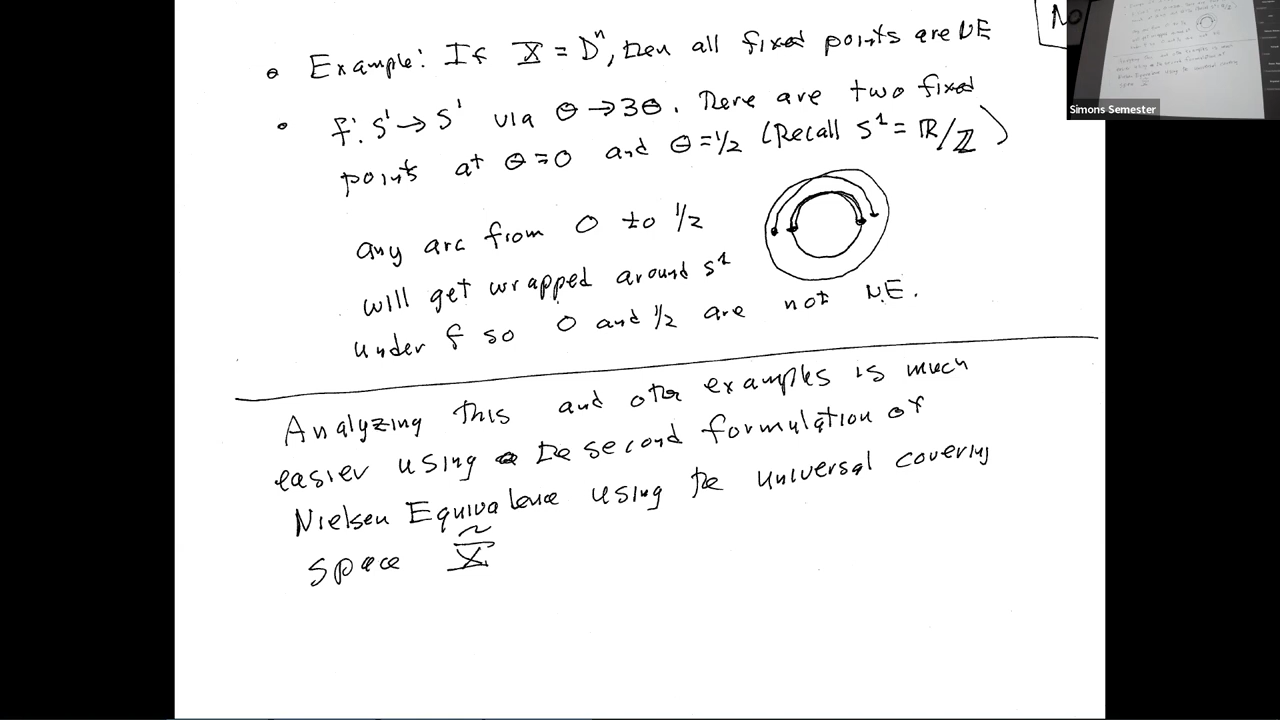 No
Simons Semester
• Example: If X = Dⁿ, then all fixed points are NE
• f: S¹ → S¹ via θ → 3θ. There are two fixed
points at θ = 0 and θ = 1/2 (Recall S¹ = ℝ/ℤ)
any arc from 0 to 1/2
will get wrapped around S¹
under f so 0 and 1/2 are not N.E.
Analyzing this and other examples is much
easier using the second formulation of
Nielsen Equivalence using the universal covering
space X̃